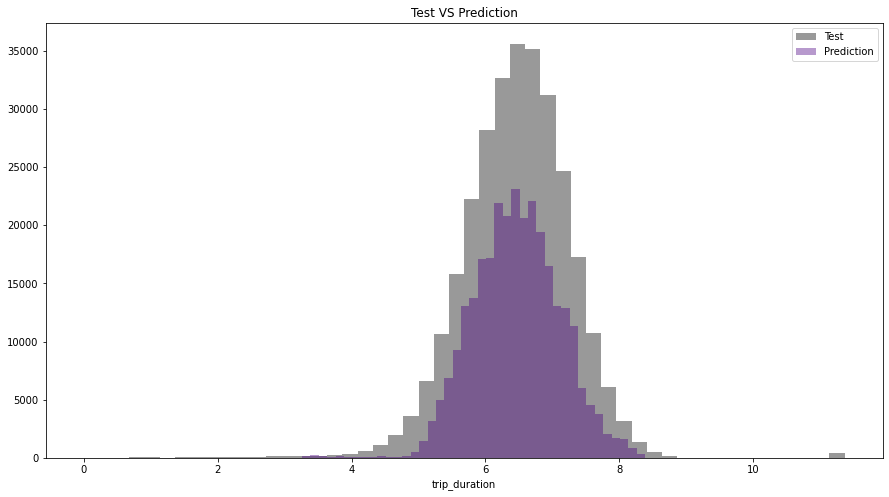 Test VS Prediction
Test
Prediction
35000
30000
25000
20000
15000
10000
5000
0
0 2 4 6 8 10
trip_duration